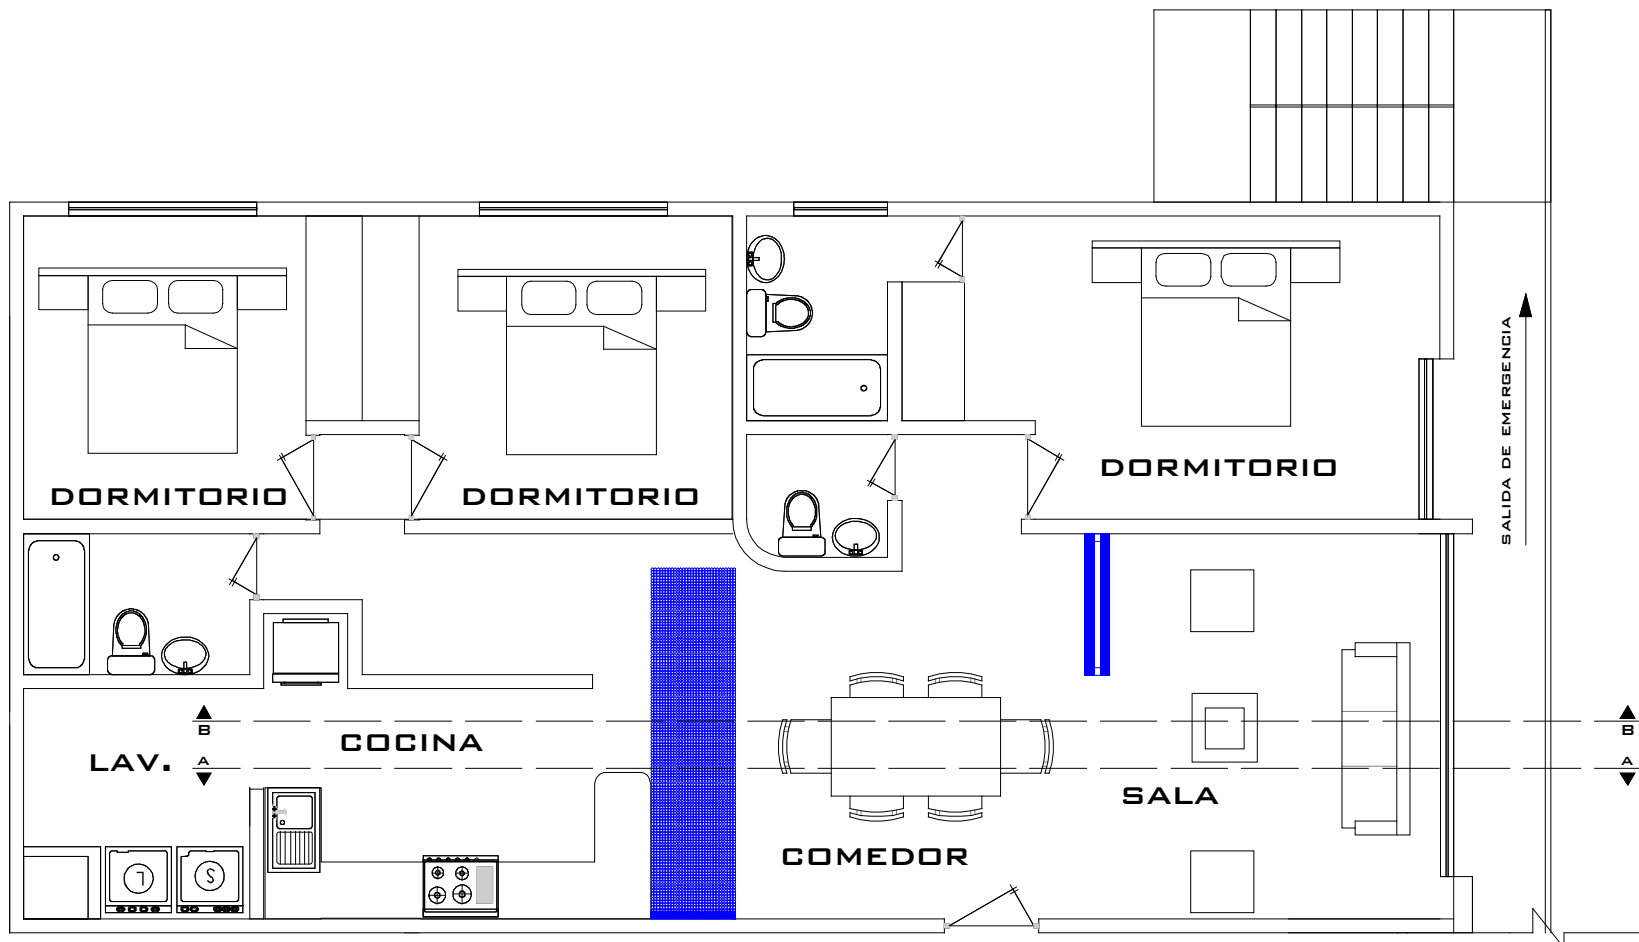 SALIDA DE EMERGENCIA
DORMITORIO
DORMITORIO
DORMITORIO
B
A
LAV.
COCINA
SALA
COMEDOR
L
S
B
A